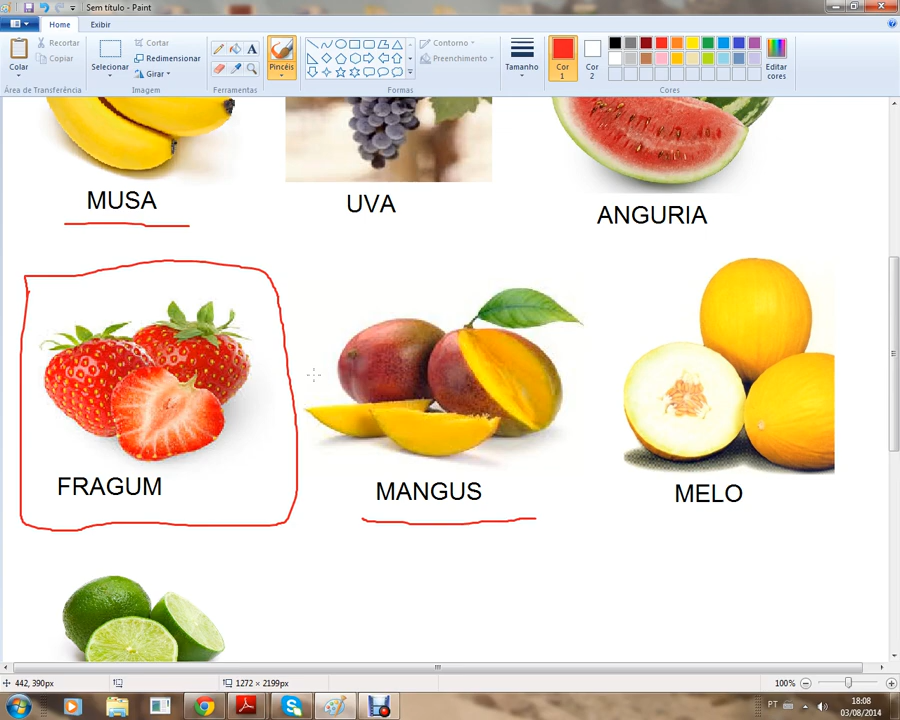 Sem título - Paint
Home
Exibir
Colar
Recortar
Copiar
Área de Transferência
Selecionar
Cortar
Redimensionar
Girar
Imagem
A
Ferramentas
Pincéis
Contorno
Preenchimento
Formas
Tamanho
Cor 1
Cor 2
Editar cores
Cores
MUSA
UVA
ANGURIA
FRAGUM
MANGUS
MELO
442, 390px
1272 × 2199px
100%
PT
18:08
03/08/2014